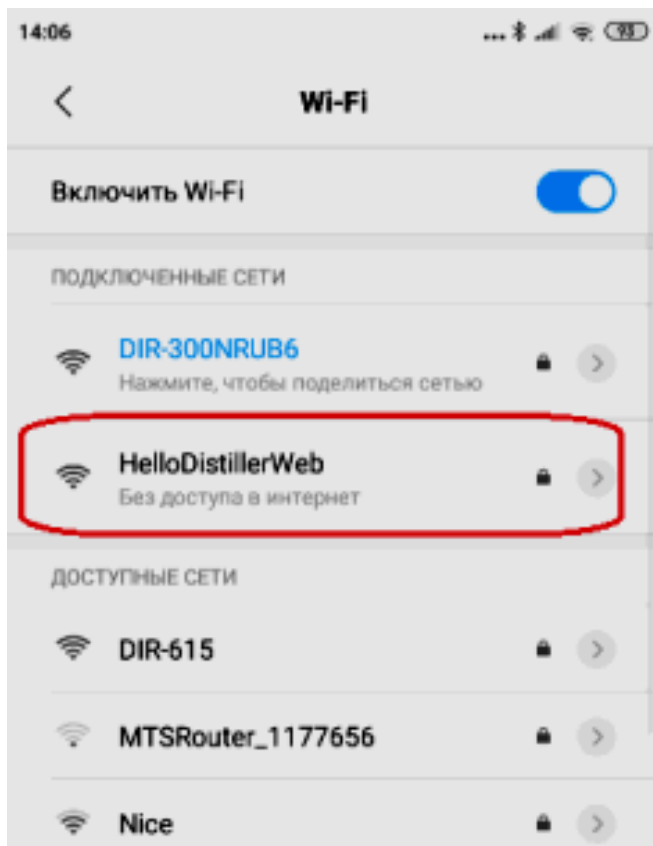 14:06 ... 93
Wi-Fi
Включить Wi-Fi
ПОДКЛЮЧЕННЫЕ СЕТИ
DIR-300NRUB6
Нажмите, чтобы поделиться сетью
HelloDistillerWeb
Без доступа в интернет
ДОСТУПНЫЕ СЕТИ
DIR-615
MTSRouter_1177656
Nice